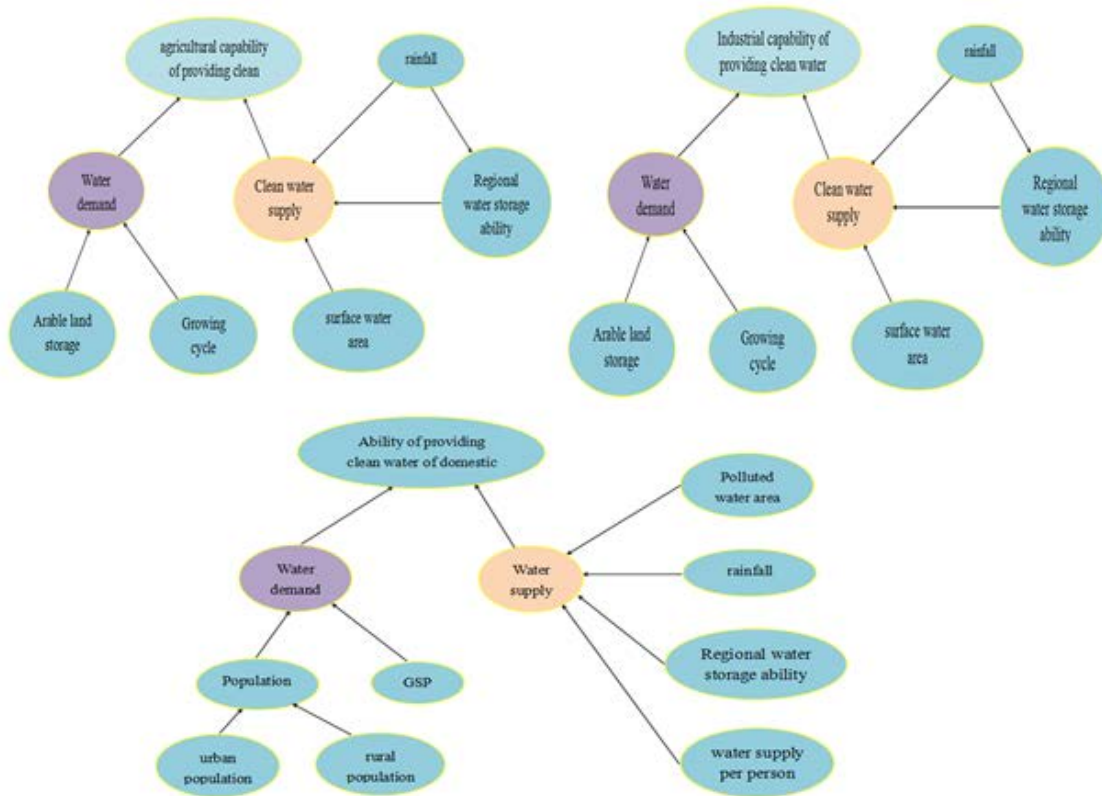 agricultural capability
of providing clean
rainfall
Water
demand
Clean water
supply
Regional
water storage
ability
Arable land
storage
Growing
cycle
surface water
area
Industrial capability of
providing clean water
rainfall
Water
demand
Clean water
supply
Regional
water storage
ability
Arable land
storage
Growing
cycle
surface water
area
Ability of providing
clean water of domestic
Polluted
water area
Water
demand
Water
supply
rainfall
Population
GSP
Regional water
storage ability
urban
population
rural
population
water supply
per person